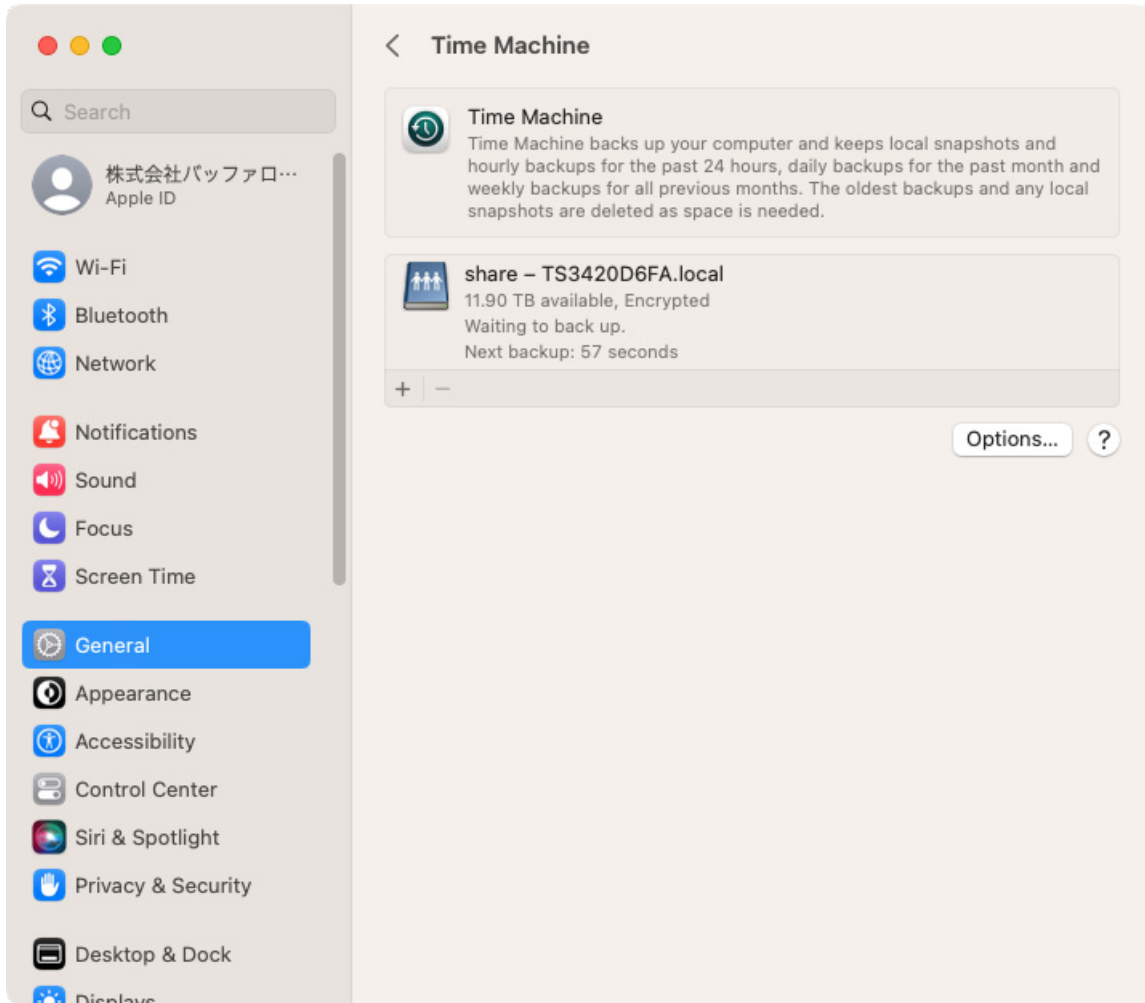 Search
株式会社バッファロ…
Apple ID
Wi-Fi
Bluetooth
Network
Notifications
Sound
Focus
Screen Time
General
Appearance
Accessibility
Control Center
Siri & Spotlight
Privacy & Security
Desktop & Dock
Displays
Time Machine
Time Machine
Time Machine backs up your computer and keeps local snapshots and
hourly backups for the past 24 hours, daily backups for the past month and
weekly backups for all previous months. The oldest backups and any local
snapshots are deleted as space is needed.
share – TS3420D6FA.local
11.90 TB available, Encrypted
Waiting to back up.
Next backup: 57 seconds
+ −
Options... ?